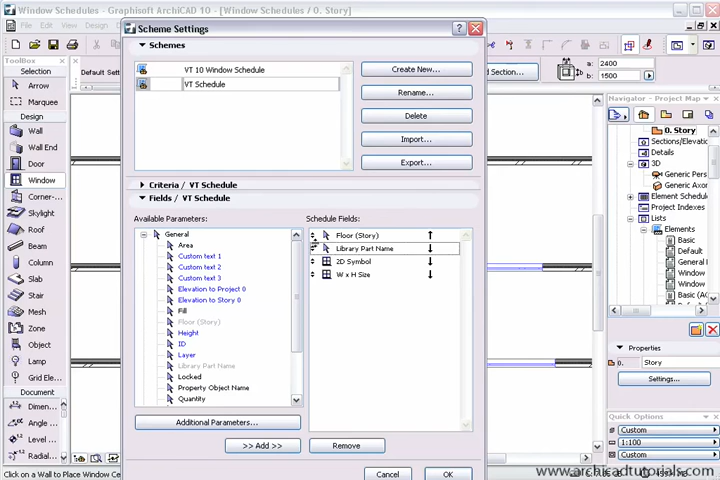 Window Schedules - Graphisoft ArchiCAD 10 - [Window Schedules / 0. Story]
File
ToolBox
Selection
Arrow
Marquee
Design
Wall
Wall End
Door
Window
Corner-...
Skylight
Roof
Beam
Column
Slab
Stair
Mesh
Zone
Object
Lamp
Grid Ele...
Document
Dimen...
Angle ...
Level ...
Radial...
Default Sett
Scheme Settings
Schemes
VT 10 Window Schedule
VT Schedule
Create New...
Rename...
Delete
Import...
Export...
Criteria / VT Schedule
Fields / VT Schedule
Available Parameters:
General
Area
Custom text 1
Custom text 2
Custom text 3
Elevation to Project 0
Elevation to Story 0
Fill
Floor (Story)
Height
ID
Layer
Library Part Name
Locked
Property Object Name
Quantity
Additional Parameters...
>> Add >>
Schedule Fields:
Floor (Story)
Library Part Name
2D Symbol
W x H Size
Remove
Cancel
OK
d Section...
a: 2400
b: 1500
Navigator - Project Map
0. Story
Sections/Elevatio
Details
3D
Generic Pers
Generic Axor
Element Schedule
Project Indexes
Lists
Elements
Basic
Default
General
Window
Window
Basic (A
Properties
0. Story
Settings...
Quick Options
Custom
1:100
Custom
Click on a Wall to Place Window Ce
www.archicadtutorials.com